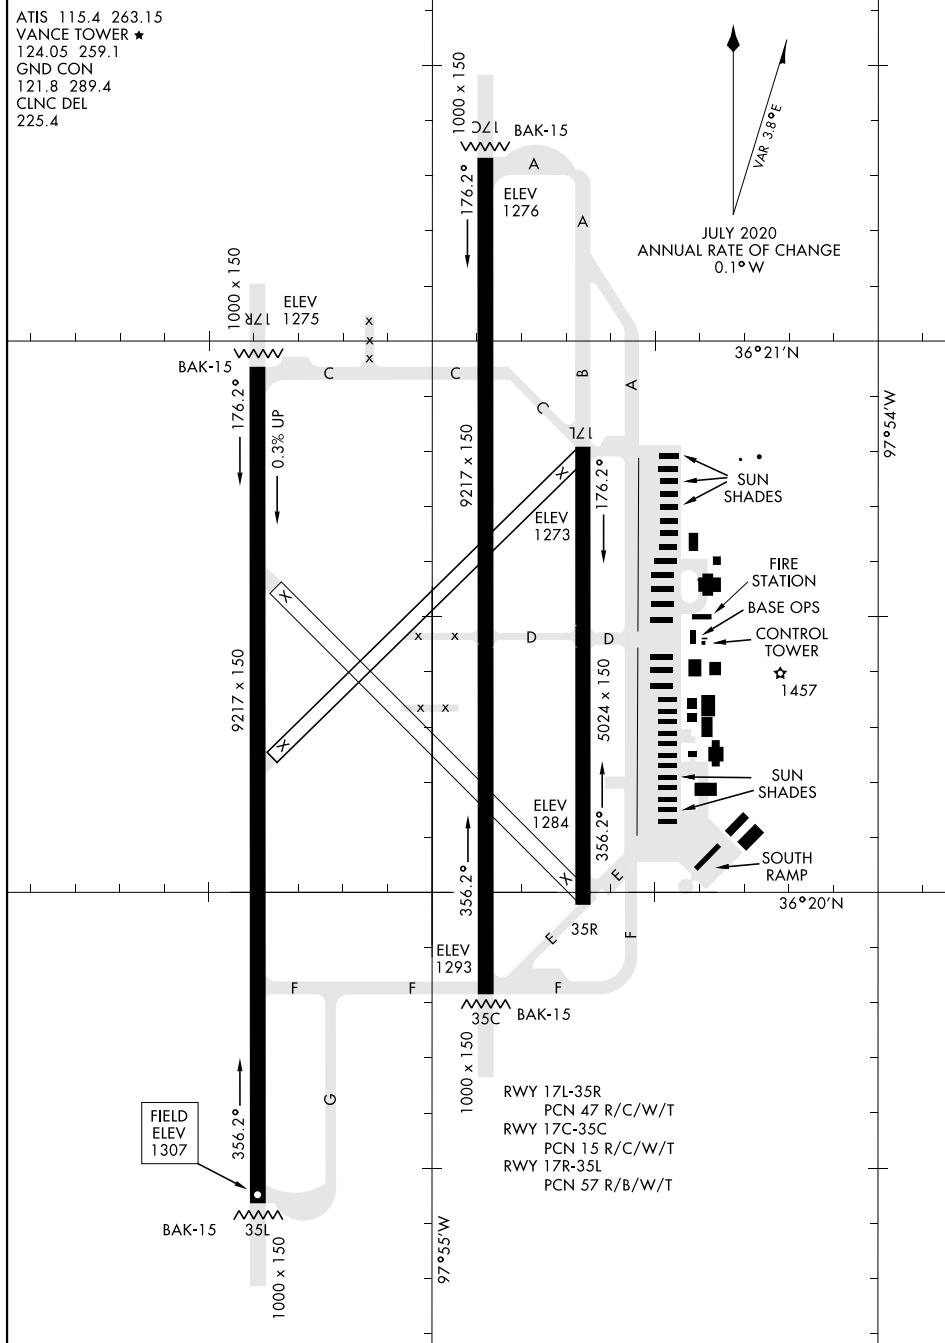 ATIS 115.4 263.15
VANCE TOWER ★
124.05 259.1
GND CON
121.8 289.4
CLNC DEL
225.4
1000 x 150
17C
BAK-15
A
176.2°
ELEV
1276
A
VAR 3.8°E
JULY 2020
ANNUAL RATE OF CHANGE
0.1° W
1000 x 150
ELEV
1275
17R
x
x
x
BAK-15
36°21'N
C
C
B
A
C
176.2°
0.3% UP
97°54'W
17L
9217 x 150
X
176.2°
SUN
SHADES
ELEV
1273
FIRE
STATION
X
BASE OPS
x
x
D
D
CONTROL
TOWER
9217 x 150
5024 x 150
1457
x
x
X
SUN
SHADES
ELEV
1284
356.2°
356.2°
X
E
SOUTH
RAMP
36°20'N
35R
E
F
ELEV
1293
F
F
F
35C
BAK-15
1000 x 150
G
356.2°
RWY 17L-35R
PCN 47 R/C/W/T
RWY 17C-35C
PCN 15 R/C/W/T
RWY 17R-35L
PCN 57 R/B/W/T
FIELD
ELEV
1307
BAK-15
35L
97°55'W
1000 x 150